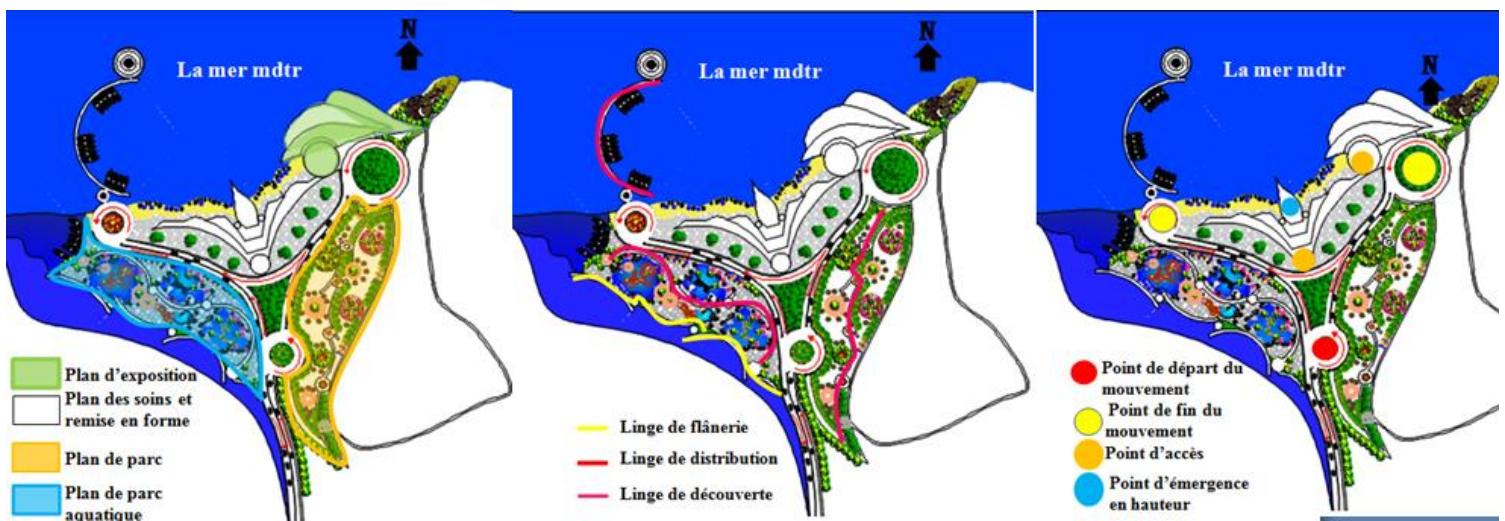 N
La mer mdtr
Plan d'exposition
Plan des soins et
remise en forme
Plan de parc
Plan de parc
aquatique
N
La mer mdtr
Linge de flânerie
Linge de distribution
Linge de découverte
N
La mer mdtr
Point de départ du
mouvement
Point de fin du
mouvement
Point d'accès
Point d'émergence
en hauteur